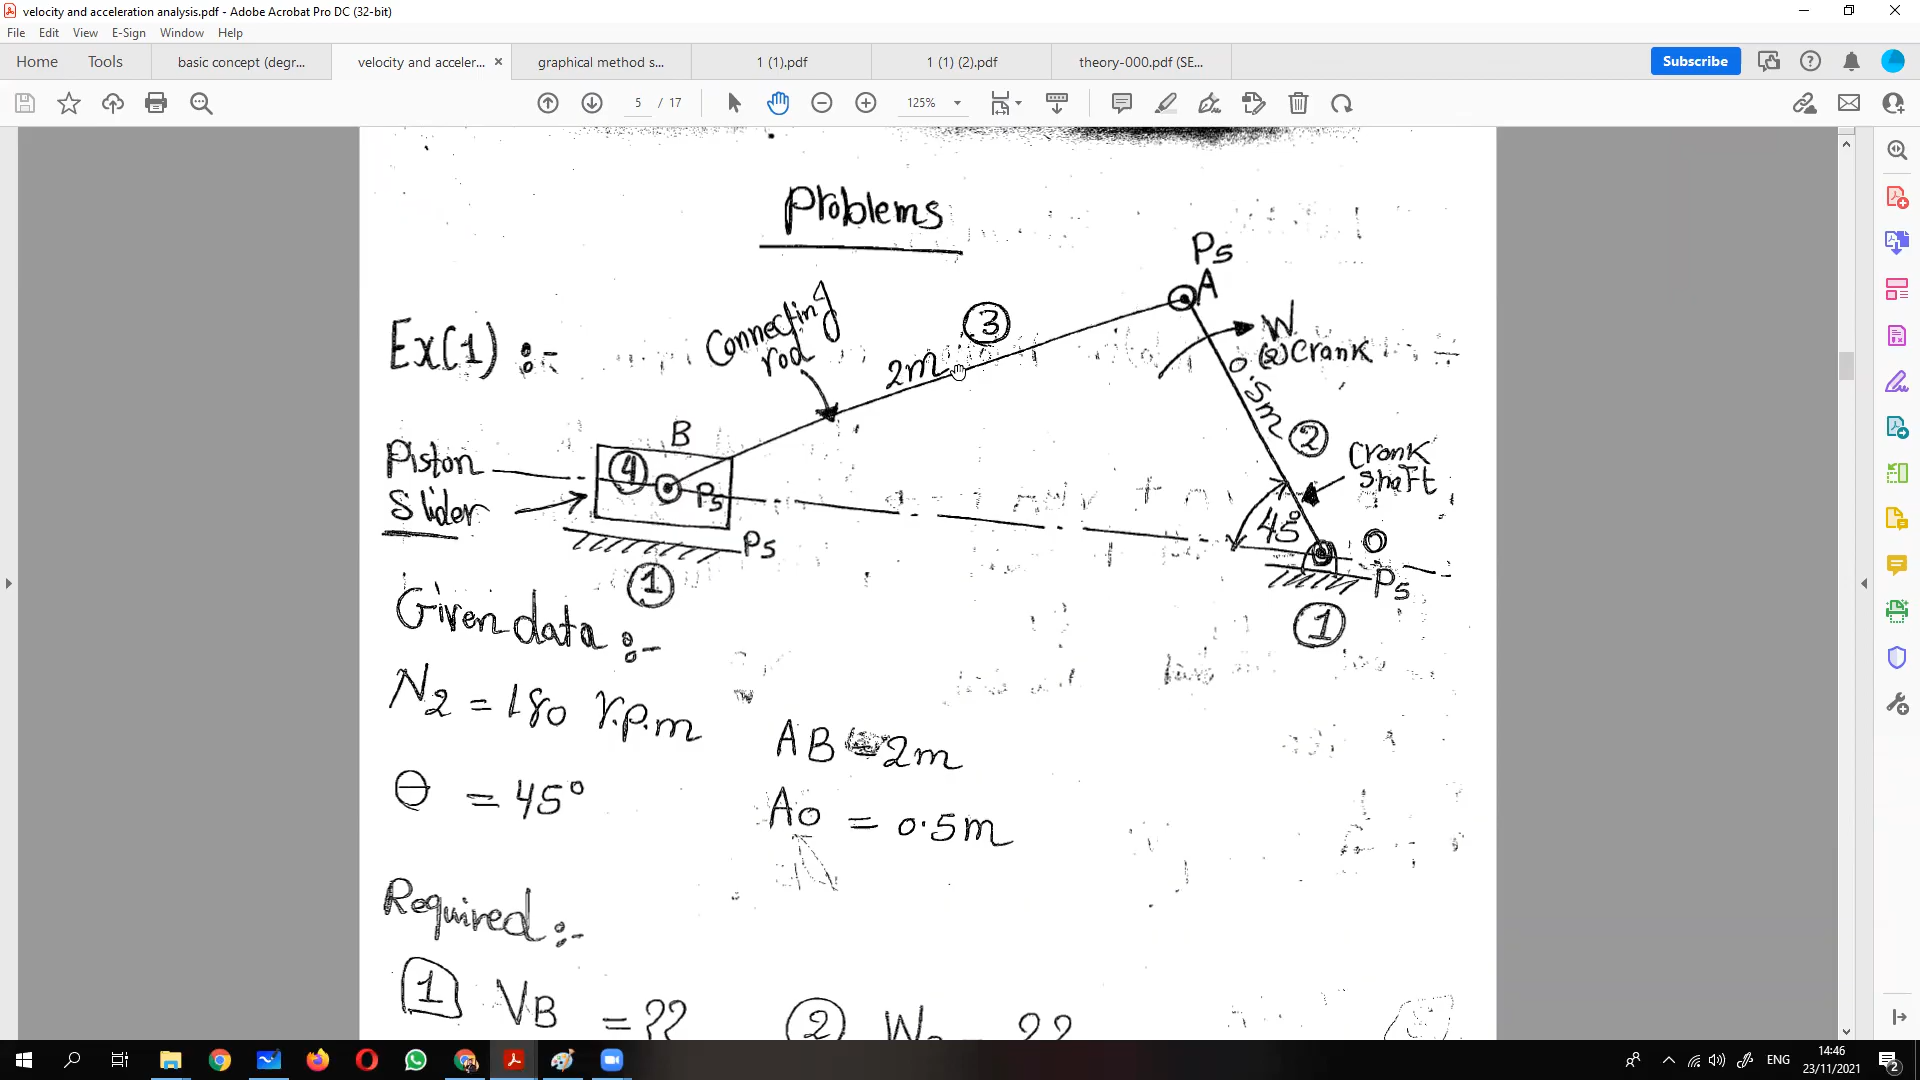 velocity and acceleration analysis.pdf - Adobe Acrobat Pro DC (32-bit)
File Edit View E-Sign Window Help
Home Tools basic concept (degr... velocity and acceler... graphical method s... 1 (1).pdf 1 (1) (2).pdf theory-000.pdf (SE... Subscribe
5 / 17 125%
Problems
Ps
A
Connecting
rod
3
W
Ex(1) :-
(2) Crank
2m
0.5m
2
B
Piston
4
Crank
shaft
Ps
Slider
45°
O
Ps
Ps
1
1
Given data :-
N2 = 180 r.p.m
AB = 2m
θ = 45°
AO = 0.5m
Required :-
1 VB = ??
2
ENG
14:46
23/11/2021
2